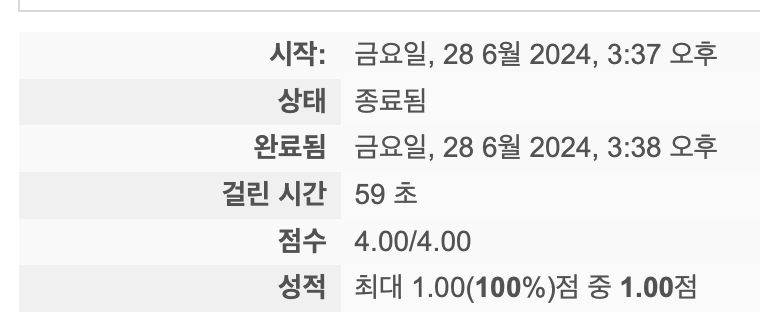 시작: 금요일, 28 6월 2024, 3:37 오후
상태 종료됨
완료됨 금요일, 28 6월 2024, 3:38 오후
걸린 시간 59 초
점수 4.00/4.00
성적 최대 1.00(100%)점 중 1.00점